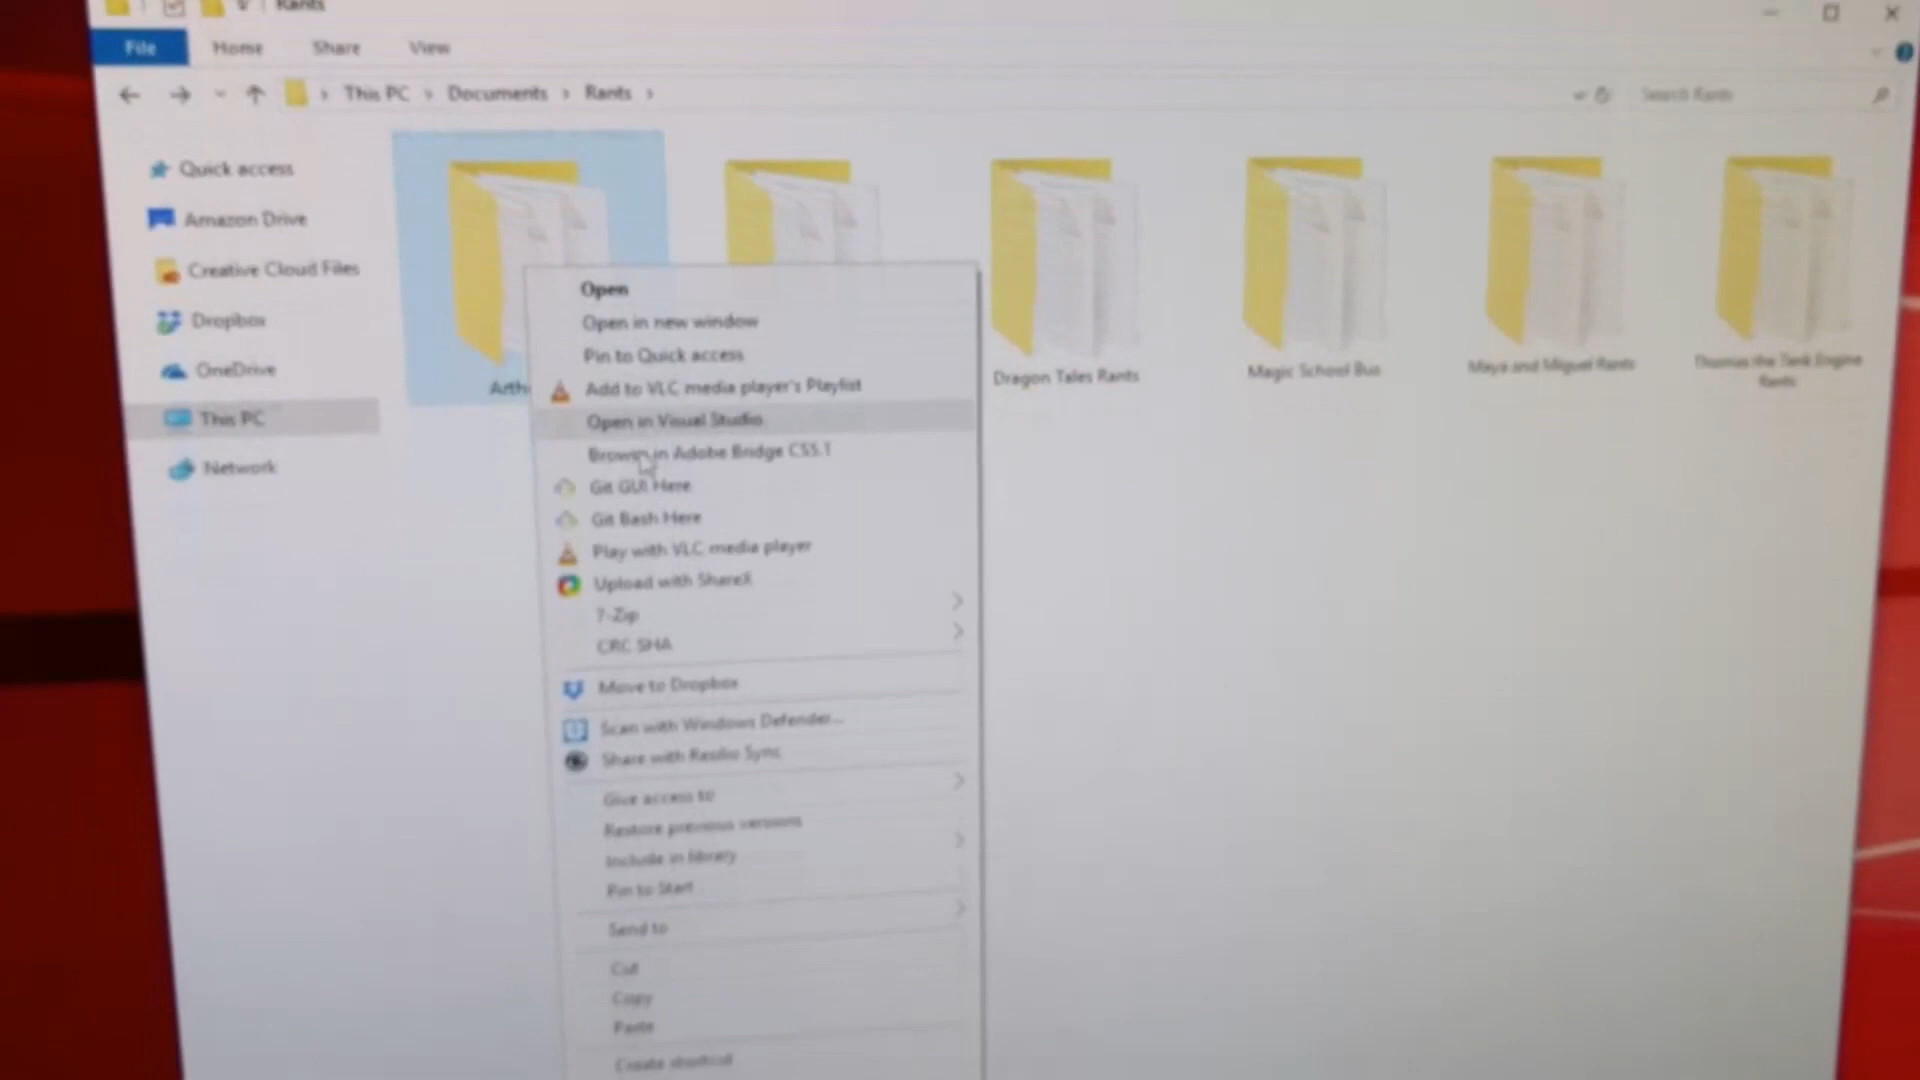 Rants
File Home Share View
This PC Documents Rants
Search Rants
Quick access
Amazon Drive
Creative Cloud Files
Dropbox
OneDrive
This PC
Network
Arth
Dragon Tales Rants
Magic School Bus
Maya and Miguel Rants
Thomas the Tank Engine
Rants
Open
Open in new window
Pin to Quick access
Add to VLC media player's Playlist
Open in Visual Studio
Browse in Adobe Bridge CS5.1
Git GUI Here
Git Bash Here
Play with VLC media player
Upload with ShareX
7-Zip
CRC SHA
Move to Dropbox
Scan with Windows Defender...
Share with Resilio Sync
Give access to
Restore previous versions
Include in library
Pin to Start
Send to
Cut
Copy
Paste
Create shortcut